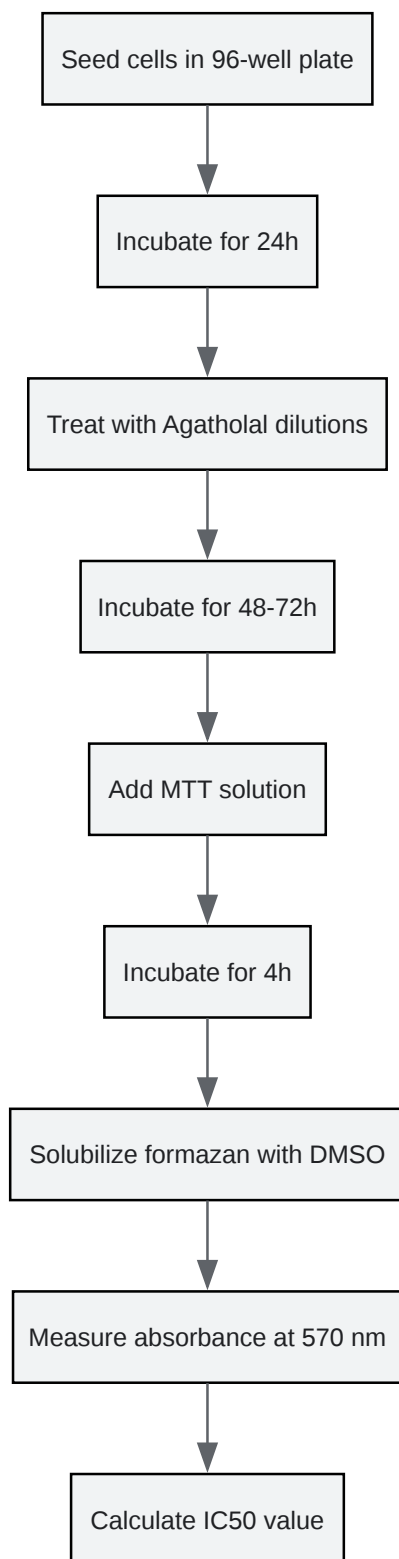 Seed cells in 96-well plate
Incubate for 24h
Treat with Agatholal dilutions
Incubate for 48-72h
Add MTT solution
Incubate for 4h
Solubilize formazan with DMSO
Measure absorbance at 570 nm
Calculate IC50 value